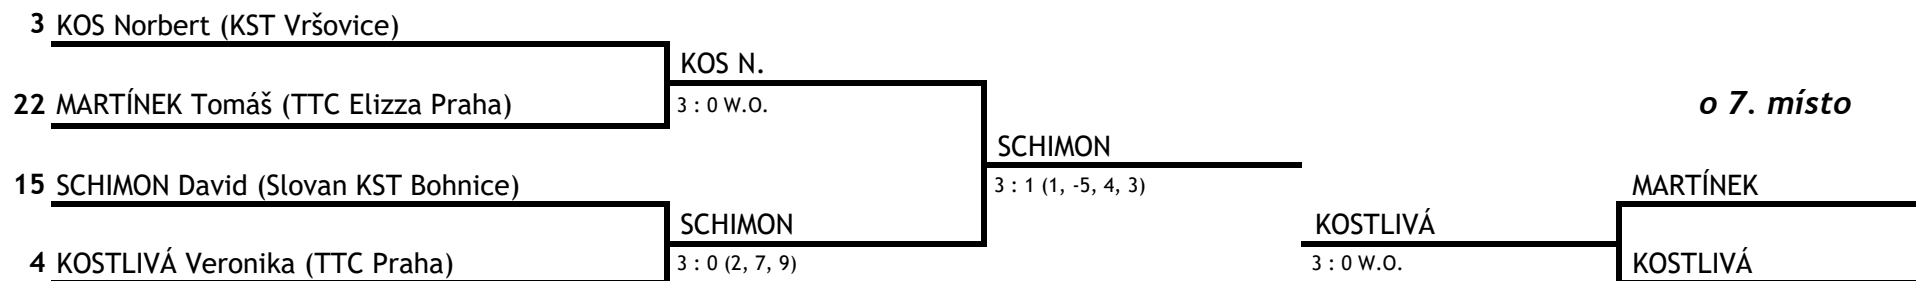 3 KOS Norbert (KST Vršovice)
KOS N.
22 MARTÍNEK Tomáš (TTC Elizza Praha)
3 : 0 W.O.
o 7. místo
SCHIMON
15 SCHIMON David (Slovan KST Bohnice)
3 : 1 (1, -5, 4, 3)
MARTÍNEK
SCHIMON
KOSTLIVÁ
4 KOSTLIVÁ Veronika (TTC Praha)
3 : 0 (2, 7, 9)
3 : 0 W.O.
KOSTLIVÁ